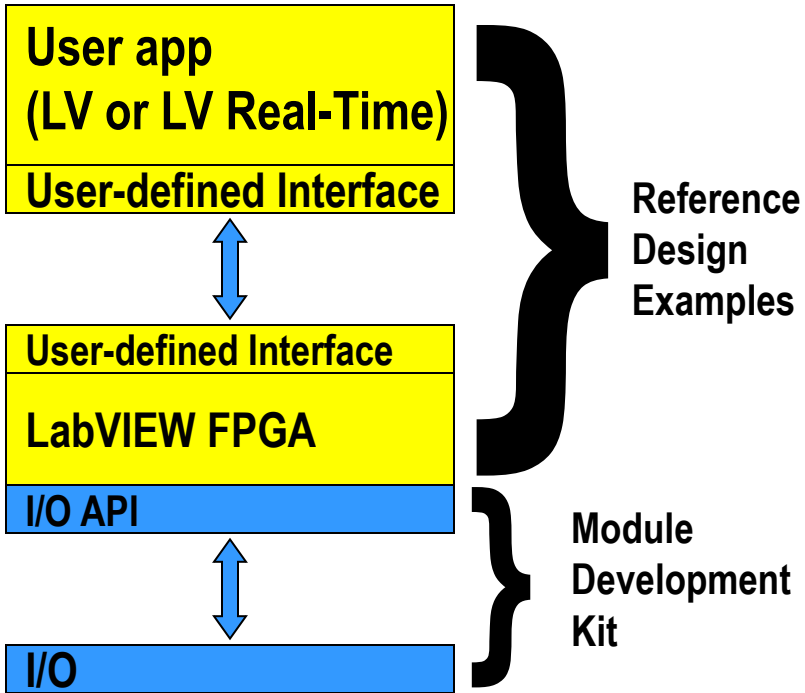 User app
(LV or LV Real-Time)
User-defined Interface
User-defined Interface
LabVIEW FPGA
I/O API
I/O
Reference
Design
Examples
Module
Development
Kit